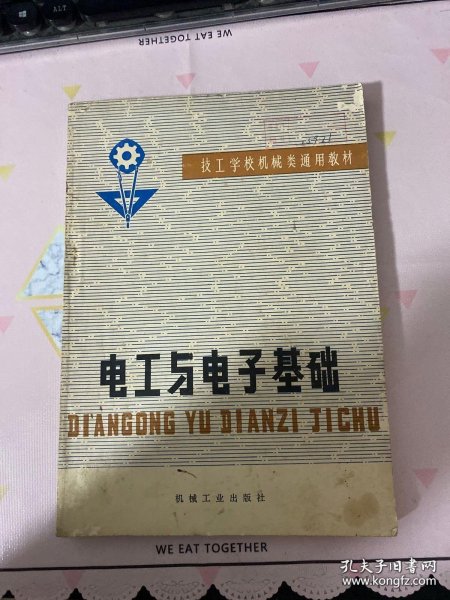 ALT
WE EAT TOGETHER
技工学校机械类通用教材
电工与电子基础
DIANGONG YU DIANZI JICHU
机械工业出版社
WE EAT TOGETHER
孔夫子旧书网
www.kongfz.com